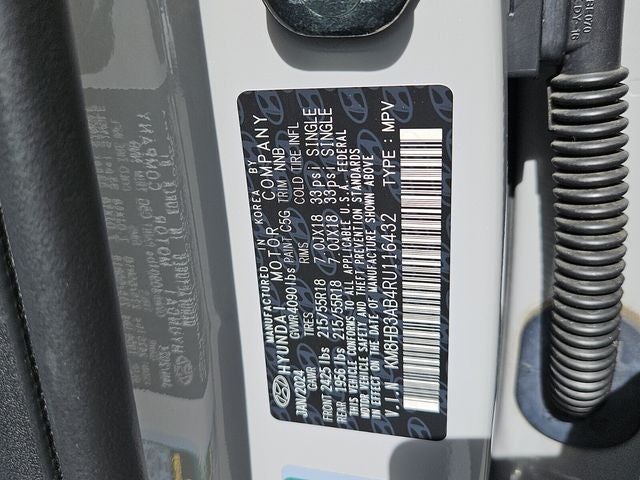 MANUFACTURED IN KOREA BY
HYUNDAI MOTOR COMPANY
JAN/2024 GVWR 4090 lbs PAINT C5G TRIM NNB
GAWR TIRES RIMS COLD TIRE INFL
FRONT 2425 lbs 215/55R18 7.0JX18 33psi SINGLE
REAR 1956 lbs 215/55R18 7.0JX18 33psi SINGLE
THIS VEHICLE CONFORMS TO ALL APPLICABLE U.S.A. FEDERAL
MOTOR VEHICLE SAFETY AND THEFT PREVENTION STANDARDS
IN EFFECT ON THE DATE OF MANUFACTURE SHOWN ABOVE
V.I.N: KM8HB3AB4RU116432 TYPE : MPV